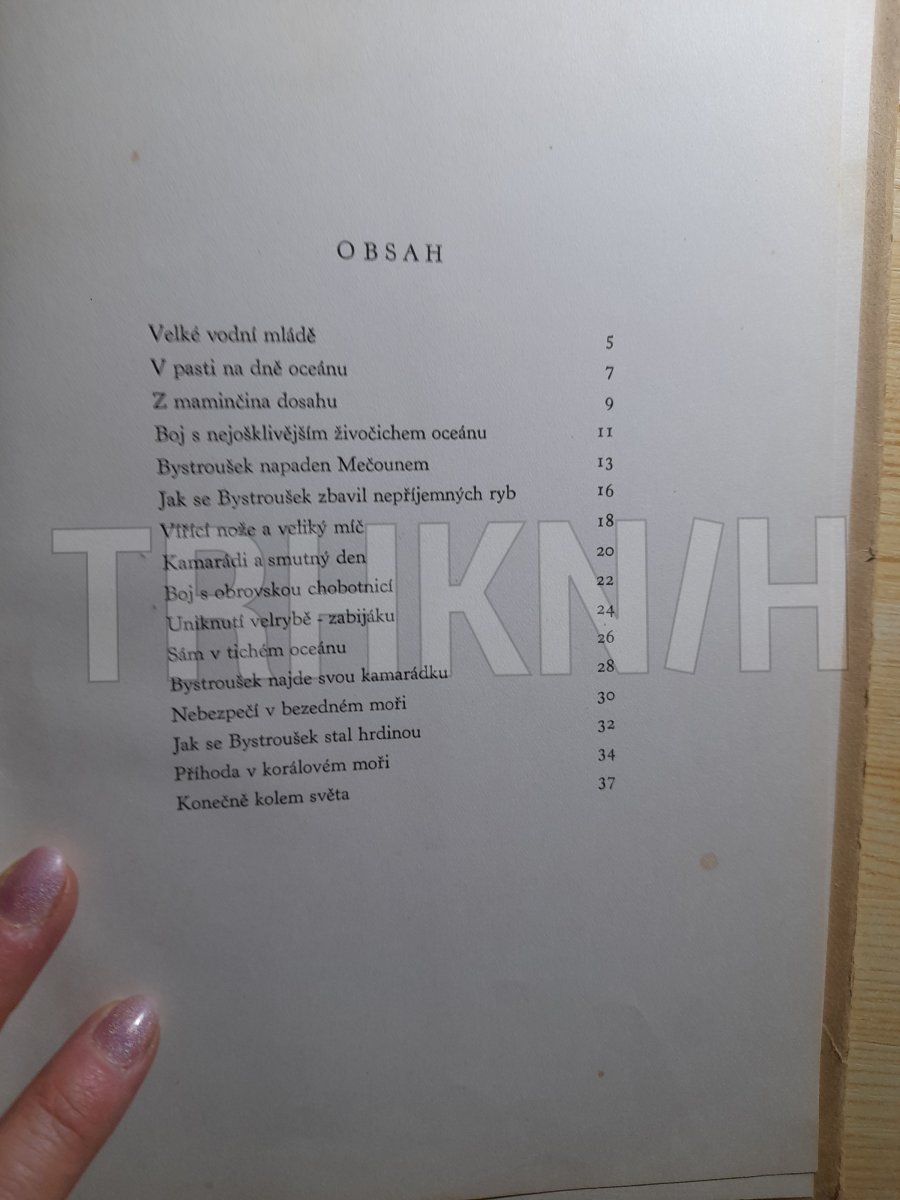 OBSAH
Velké vodní mládě 5
V pasti na dně oceánu 7
Z maminčina dosahu 9
Boj s nejošklivějším živočichem oceánu 11
Bystroušek napaden Mečounem 13
Jak se Bystroušek zbavil nepříjemných ryb 16
Vířící nože a veliký míč 18
Kamarádi a smutný den 20
Boj s obrovskou chobotnicí 22
Uniknutí velrybě - zabijáku 24
Sám v tichém oceánu 26
Bystroušek najde svou kamarádku 28
Nebezpečí v bezedném moři 30
Jak se Bystroušek stal hrdinou 32
Příhoda v korálovém moři 34
Konečně kolem světa 37
TRHKN/H